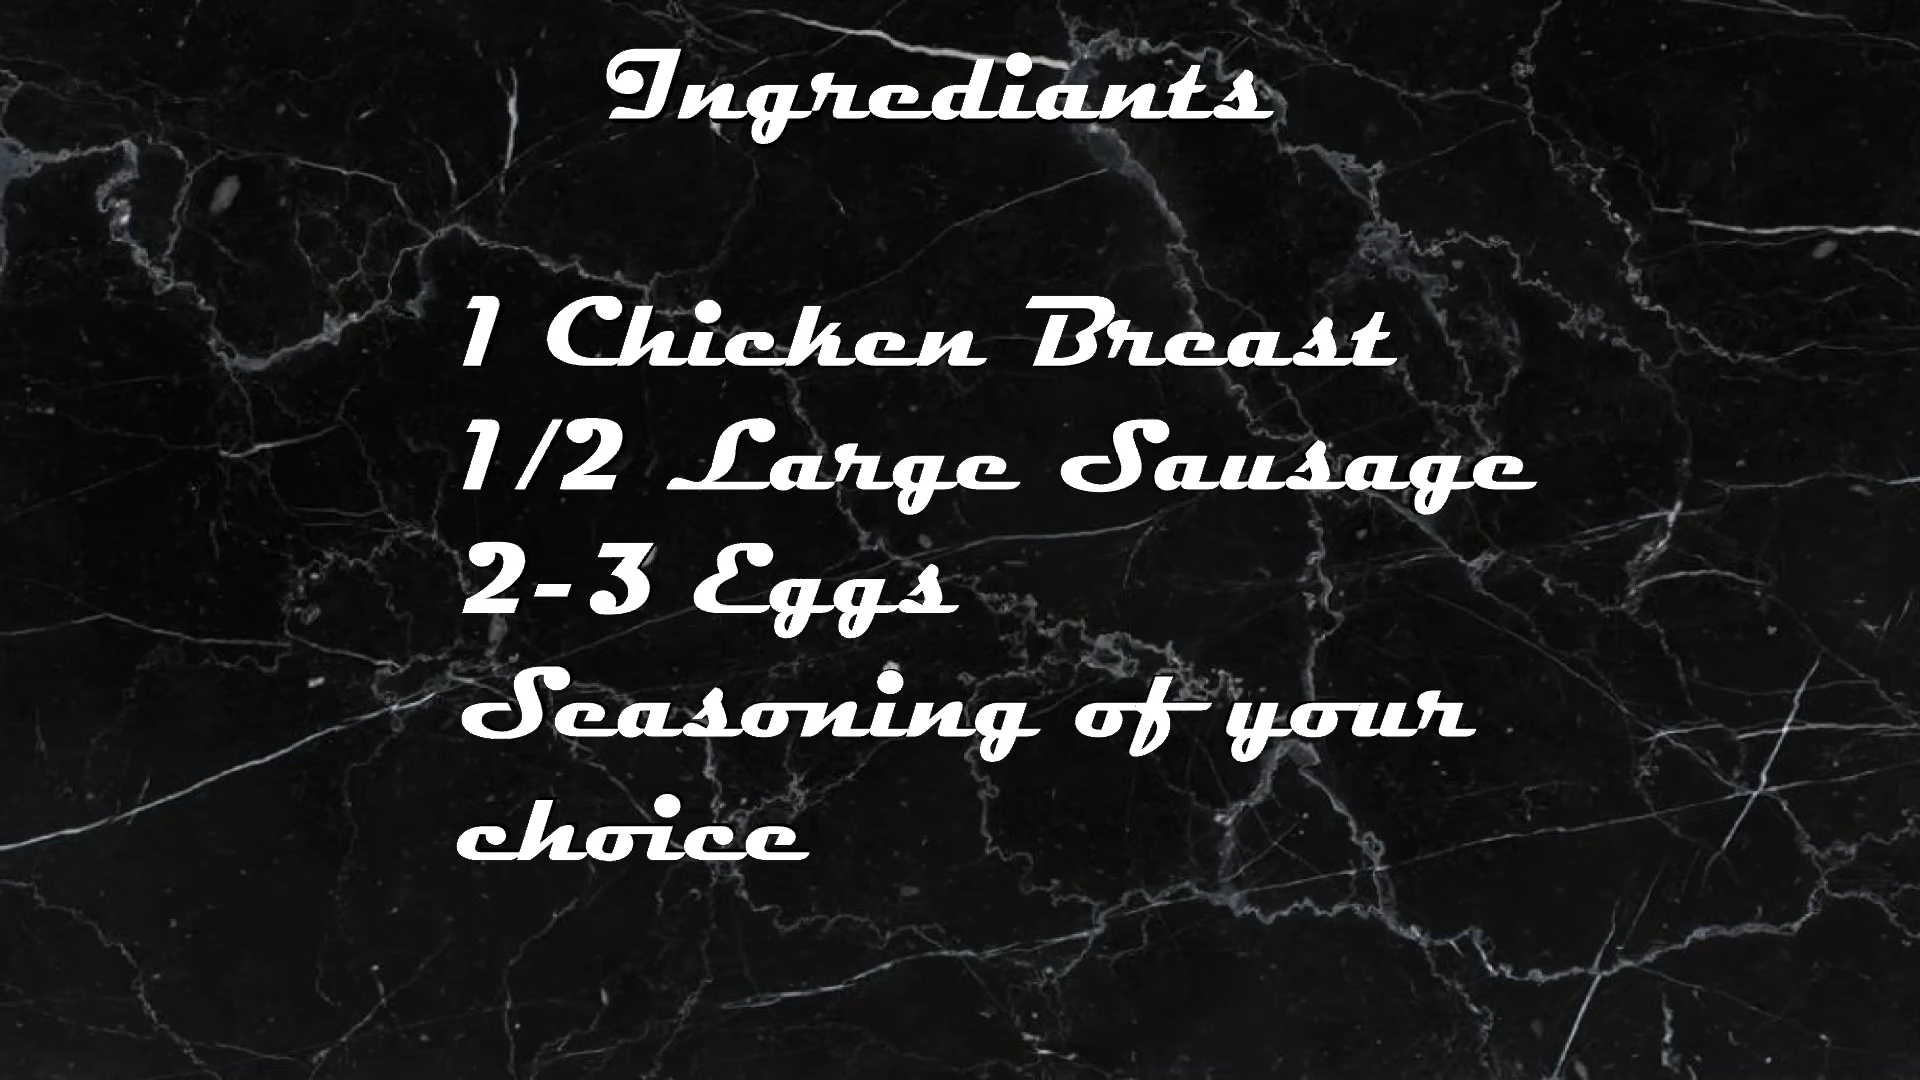 Ingrediants
1 Chicken Breast
1/2 Large Sausage
2-3 Eggs
Seasoning of your
choice